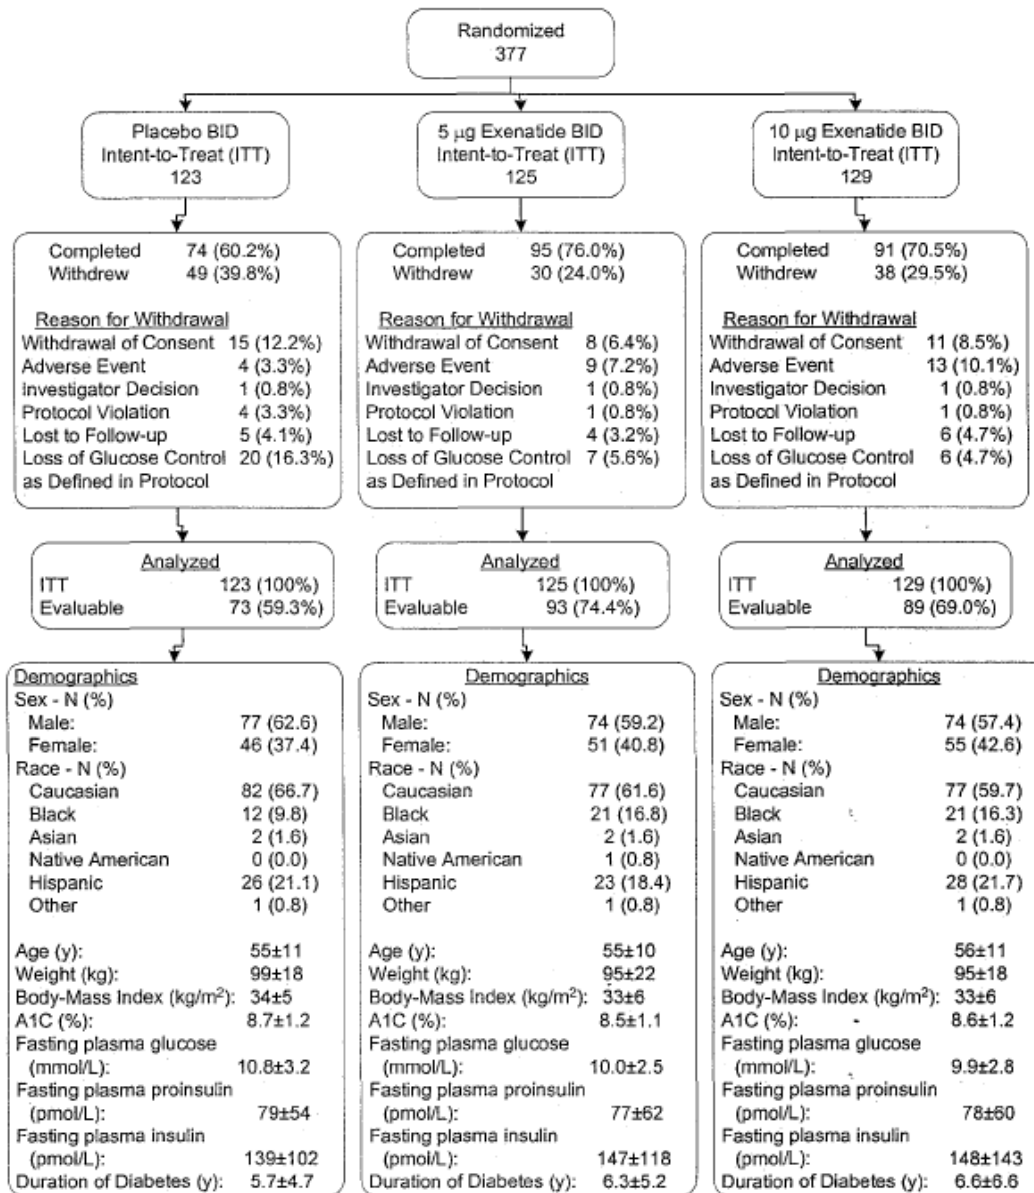 Randomized
377
Placebo BID
Intent-to-Treat (ITT)
123
5 µg Exenatide BID
Intent-to-Treat (ITT)
125
10 µg Exenatide BID
Intent-to-Treat (ITT)
129
Completed 74 (60.2%)
Withdrew 49 (39.8%)
Reason for Withdrawal
Withdrawal of Consent 15 (12.2%)
Adverse Event 4 (3.3%)
Investigator Decision 1 (0.8%)
Protocol Violation 4 (3.3%)
Lost to Follow-up 5 (4.1%)
Loss of Glucose Control 20 (16.3%)
as Defined in Protocol
Completed 95 (76.0%)
Withdrew 30 (24.0%)
Reason for Withdrawal
Withdrawal of Consent 8 (6.4%)
Adverse Event 9 (7.2%)
Investigator Decision 1 (0.8%)
Protocol Violation 1 (0.8%)
Lost to Follow-up 4 (3.2%)
Loss of Glucose Control 7 (5.6%)
as Defined in Protocol
Completed 91 (70.5%)
Withdrew 38 (29.5%)
Reason for Withdrawal
Withdrawal of Consent 11 (8.5%)
Adverse Event 13 (10.1%)
Investigator Decision 1 (0.8%)
Protocol Violation 1 (0.8%)
Lost to Follow-up 6 (4.7%)
Loss of Glucose Control 6 (4.7%)
as Defined in Protocol
Analyzed
ITT 123 (100%)
Evaluable 73 (59.3%)
Analyzed
ITT 125 (100%)
Evaluable 93 (74.4%)
Analyzed
ITT 129 (100%)
Evaluable 89 (69.0%)
Demographics
Sex - N (%)
Male: 77 (62.6)
Female: 46 (37.4)
Race - N (%)
Caucasian 82 (66.7)
Black 12 (9.8)
Asian 2 (1.6)
Native American 0 (0.0)
Hispanic 26 (21.1)
Other 1 (0.8)
Age (y): 55±11
Weight (kg): 99±18
Body-Mass Index (kg/m²): 34±5
A1C (%): 8.7±1.2
Fasting plasma glucose
(mmol/L): 10.8±3.2
Fasting plasma proinsulin
(pmol/L): 79±54
Fasting plasma insulin
(pmol/L): 139±102
Duration of Diabetes (y): 5.7±4.7
Demographics
Sex - N (%)
Male: 74 (59.2)
Female: 51 (40.8)
Race - N (%)
Caucasian 77 (61.6)
Black 21 (16.8)
Asian 2 (1.6)
Native American 1 (0.8)
Hispanic 23 (18.4)
Other 1 (0.8)
Age (y): 55±10
Weight (kg): 95±22
Body-Mass Index (kg/m²): 33±6
A1C (%): 8.5±1.1
Fasting plasma glucose
(mmol/L): 10.0±2.5
Fasting plasma proinsulin
(pmol/L): 77±62
Fasting plasma insulin
(pmol/L): 147±118
Duration of Diabetes (y): 6.3±5.2
Demographics
Sex - N (%)
Male: 74 (57.4)
Female: 55 (42.6)
Race - N (%)
Caucasian 77 (59.7)
Black 21 (16.3)
Asian 2 (1.6)
Native American 0 (0.0)
Hispanic 28 (21.7)
Other 1 (0.8)
Age (y): 56±11
Weight (kg): 95±18
Body-Mass Index (kg/m²): 33±6
A1C (%): 8.6±1.2
Fasting plasma glucose
(mmol/L): 9.9±2.8
Fasting plasma proinsulin
(pmol/L): 78±60
Fasting plasma insulin
(pmol/L): 148±143
Duration of Diabetes (y): 6.6±6.6